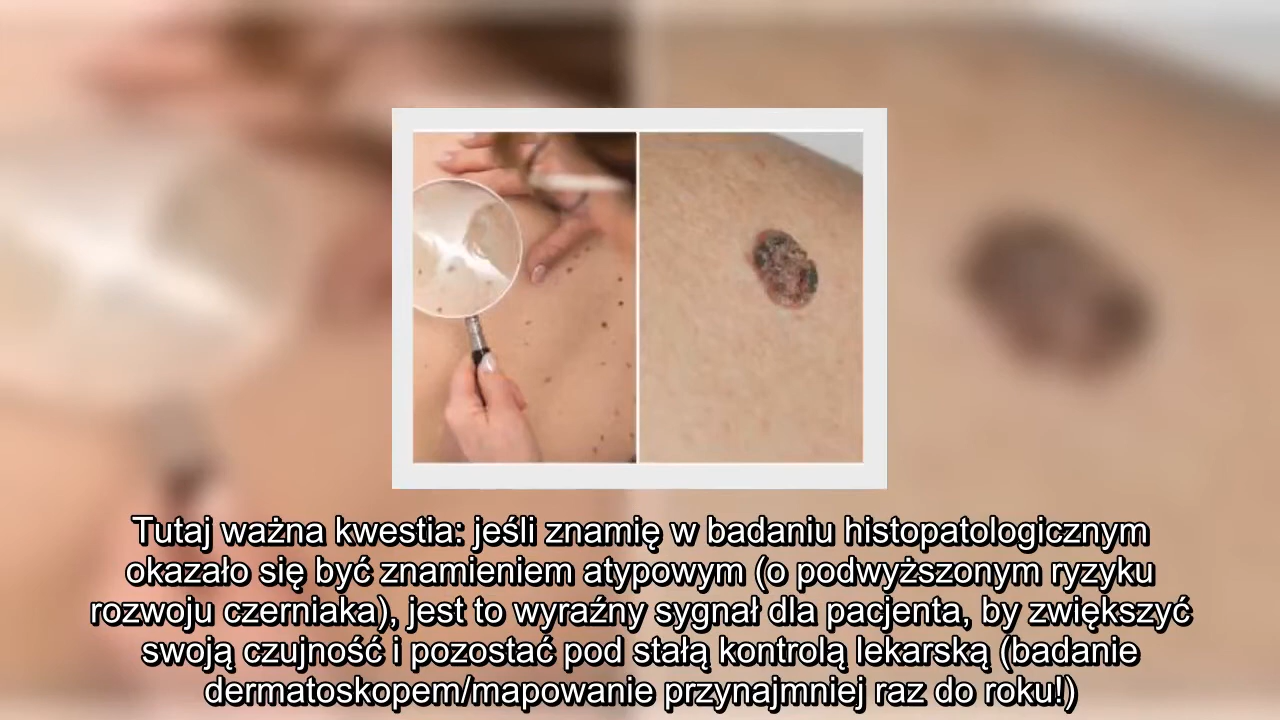 Tutaj ważna kwestia: jeśli znamię w badaniu histopatologicznym
okazało się być znamieniem atypowym (o podwyższonym ryzyku
rozwoju czerniaka), jest to wyraźny sygnał dla pacjenta, by zwiększyć
swoją czujność i pozostać pod stałą kontrolą lekarską (badanie
dermatoskopem/mapowanie przynajmniej raz do roku!)